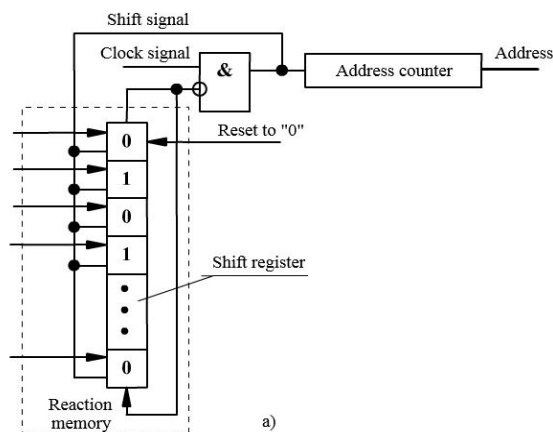 Shift signal
Clock signal
&
Address counter
Address
Reset to "0"
0
1
0
1
Shift register
0
Reaction
memory
a)